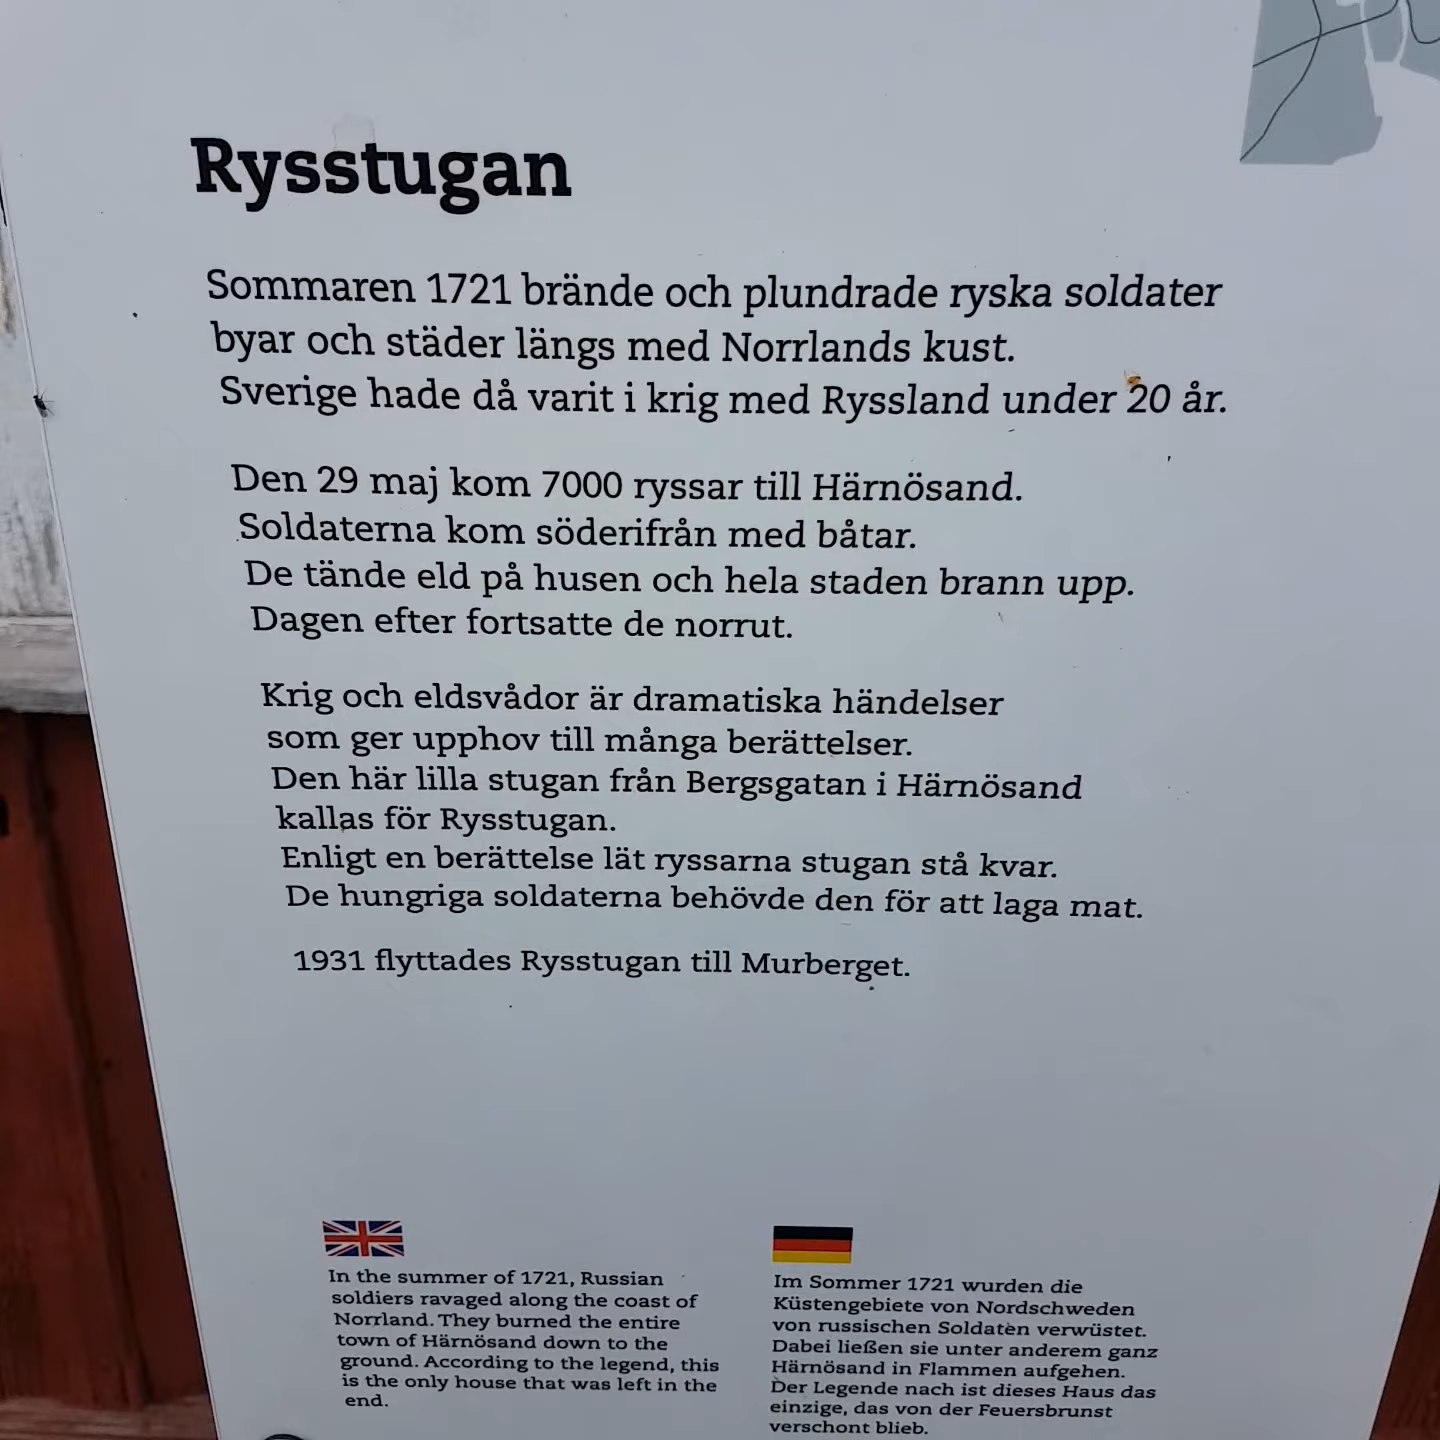 Rysstugan
Sommaren 1721 brände och plundrade ryska soldater
byar och städer längs med Norrlands kust.
Sverige hade då varit i krig med Ryssland under 20 år.
Den 29 maj kom 7000 ryssar till Härnösand.
Soldaterna kom söderifrån med båtar.
De tände eld på husen och hela staden brann upp.
Dagen efter fortsatte de norrut.
Krig och eldsvådor är dramatiska händelser
som ger upphov till många berättelser.
Den här lilla stugan från Bergsgatan i Härnösand
kallas för Rysstugan.
Enligt en berättelse lät ryssarna stugan stå kvar.
De hungriga soldaterna behövde den för att laga mat.
1931 flyttades Rysstugan till Murberget.
In the summer of 1721, Russian
soldiers ravaged along the coast of
Norrland. They burned the entire
town of Härnösand down to the
ground. According to the legend, this
is the only house that was left in the
end.
Im Sommer 1721 wurden die
Küstengebiete von Nordschweden
von russischen Soldaten verwüstet.
Dabei ließen sie unter anderem ganz
Härnösand in Flammen aufgehen.
Der Legende nach ist dieses Haus das
einzige, das von der Feuersbrunst
verschont blieb.